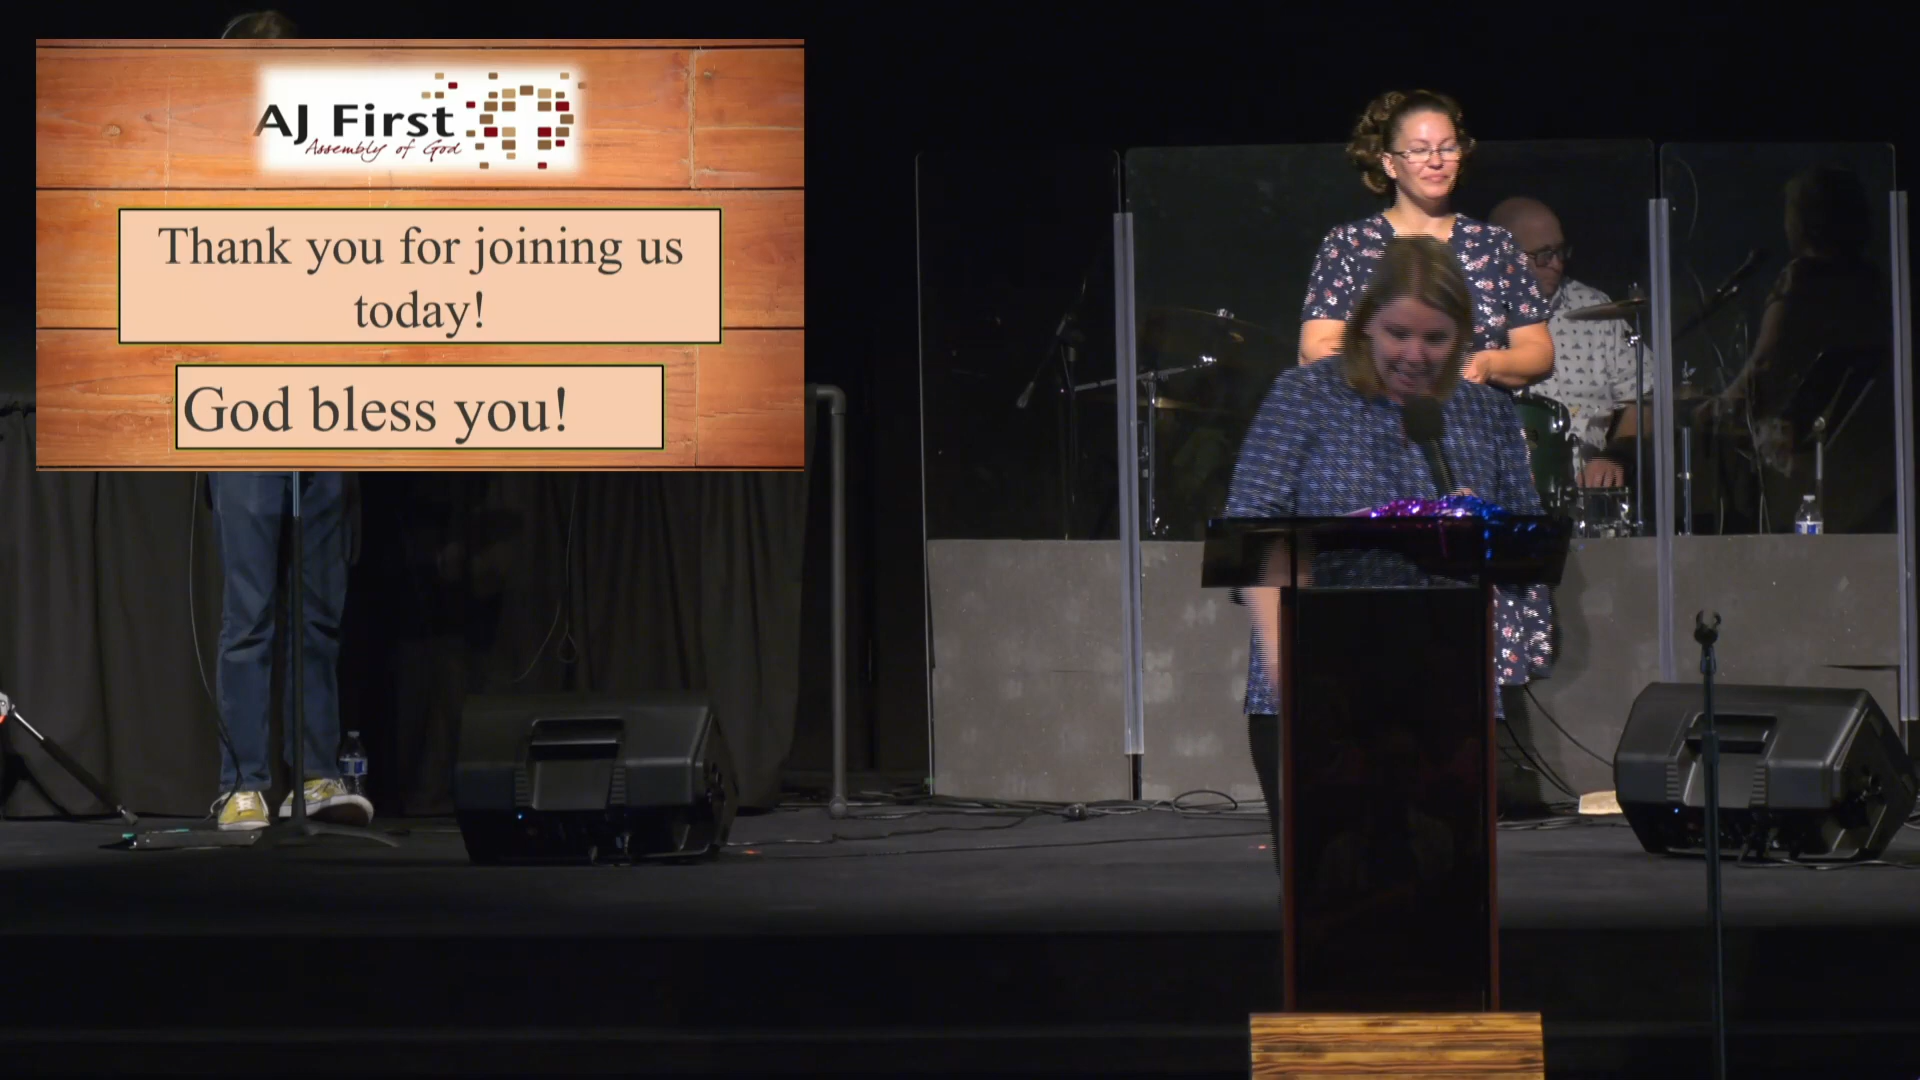 AJ First
Assembly of God
Thank you for joining us
today!
God bless you!